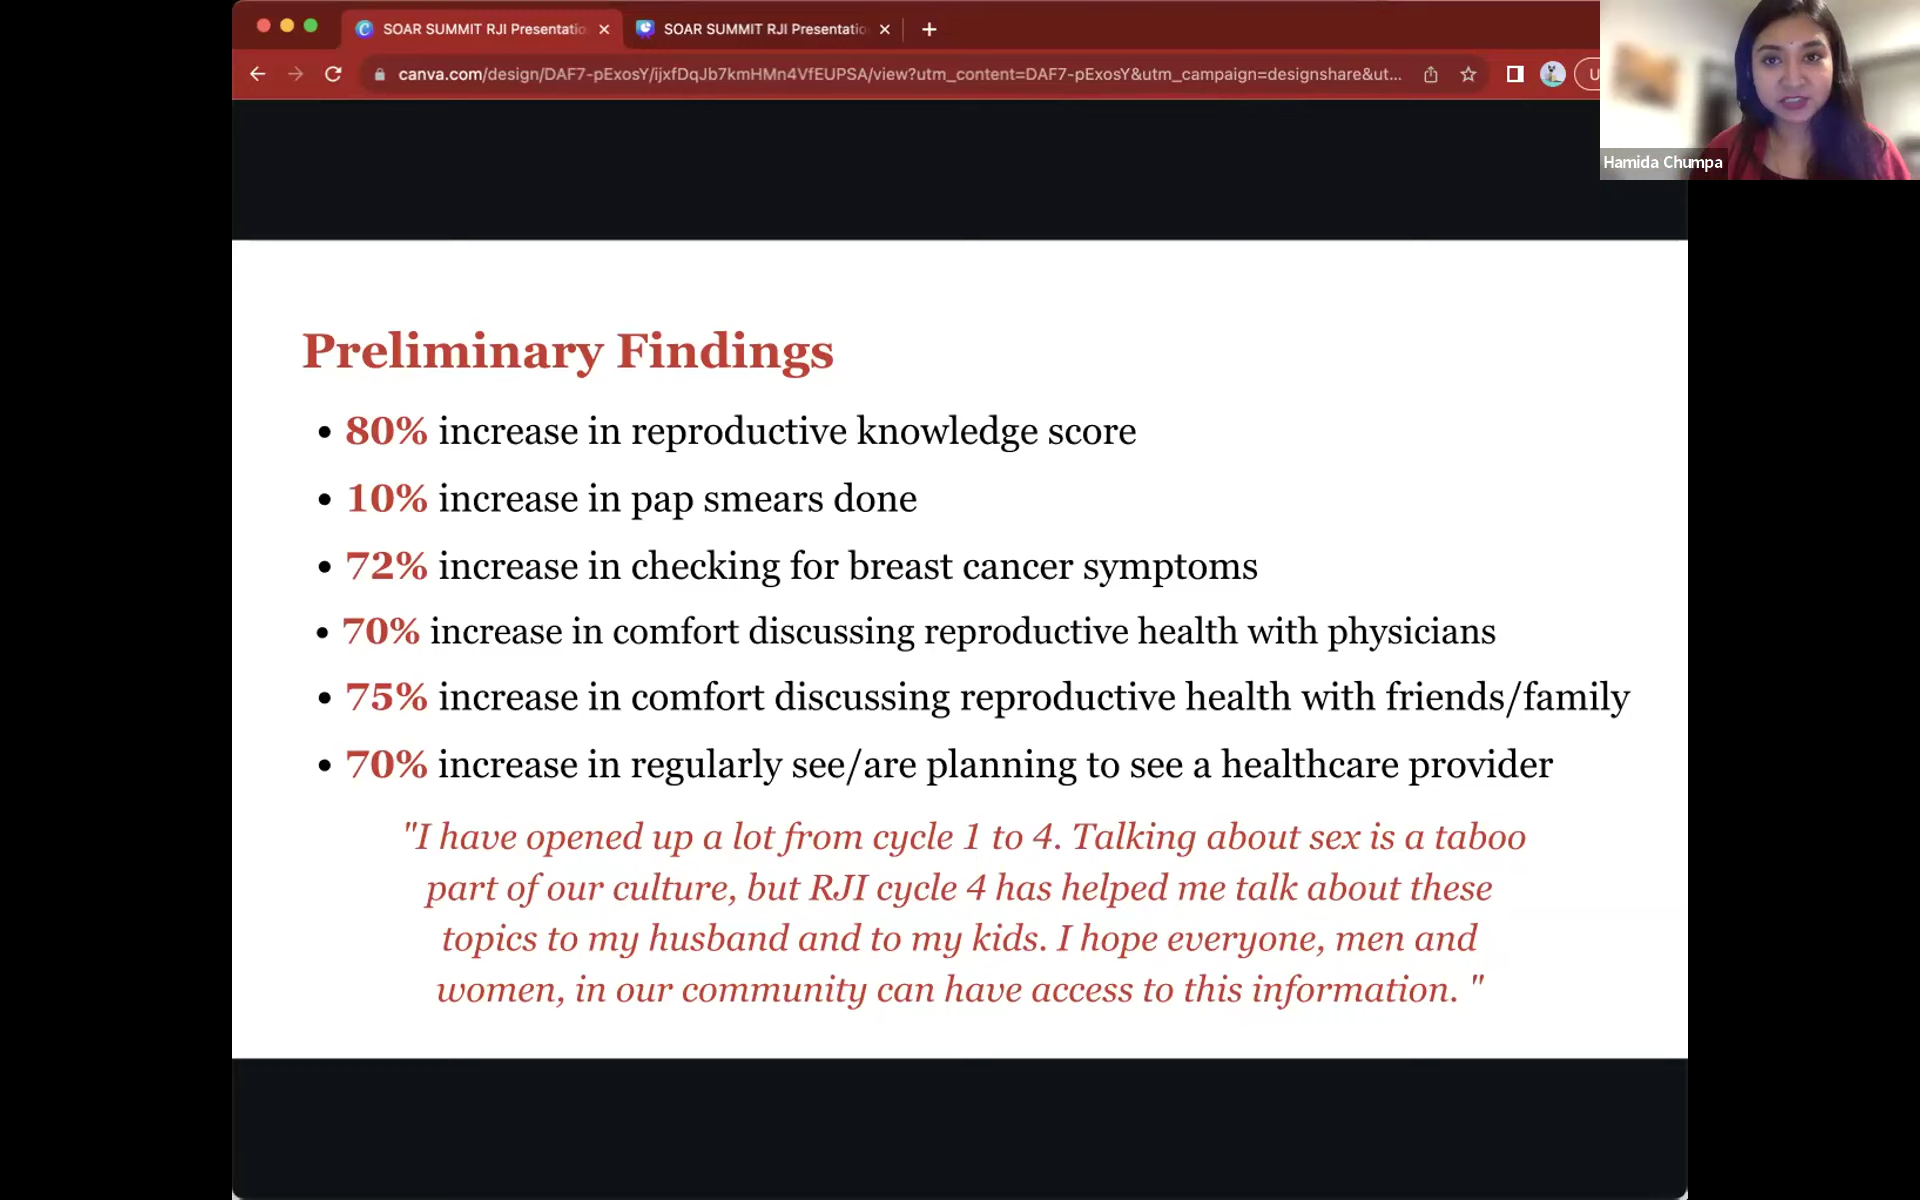 SOAR SUMMIT RJI Presentatio
SOAR SUMMIT RJI Presentatio
canva.com/design/DAF7-pExosY/ijxfDqJb7kmHMn4VfEUPSA/view?utm_content=DAF7-pExosY&utm_campaign=designshare&ut...
U
Hamida Chumpa
Preliminary Findings
• 80% increase in reproductive knowledge score
• 10% increase in pap smears done
• 72% increase in checking for breast cancer symptoms
• 70% increase in comfort discussing reproductive health with physicians
• 75% increase in comfort discussing reproductive health with friends/family
• 70% increase in regularly see/are planning to see a healthcare provider
"I have opened up a lot from cycle 1 to 4. Talking about sex is a taboo
part of our culture, but RJI cycle 4 has helped me talk about these
topics to my husband and to my kids. I hope everyone, men and
women, in our community can have access to this information. "